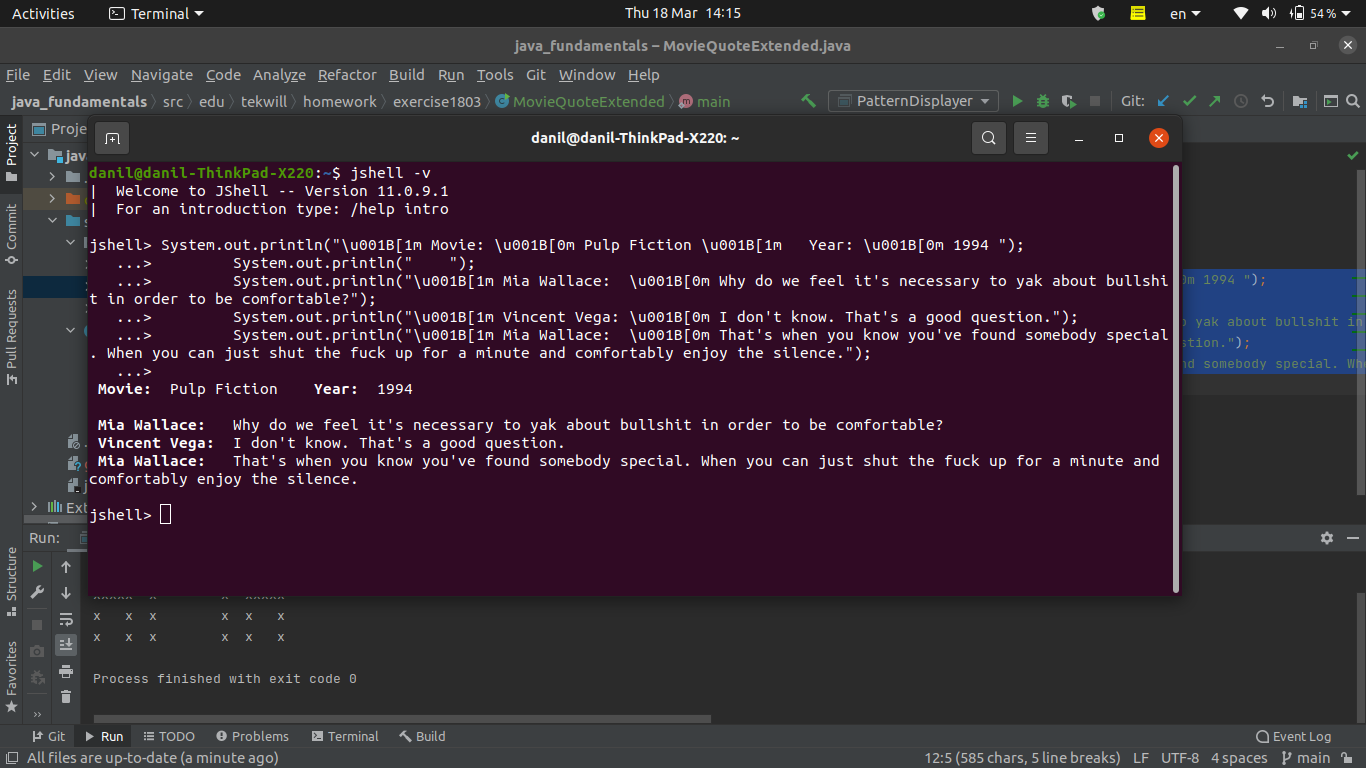 Activities Terminal Thu 18 Mar 14:15 en 54 %
java_fundamentals – MovieQuoteExtended.java
File Edit View Navigate Code Analyze Refactor Build Run Tools Git Window Help
java_fundamentals src edu tekwill homework exercise1803 MovieQuoteExtended main PatternDisplayer Git:
Project
Commit
Pull Requests
Structure
Favorites
danil@danil-ThinkPad-X220: ~
danil@danil-ThinkPad-X220:~$ jshell -v
| Welcome to JShell -- Version 11.0.9.1
| For an introduction type: /help intro
jshell> System.out.println("\u001B[1m Movie: \u001B[0m Pulp Fiction \u001B[1m   Year: \u001B[0m 1994 ");
...> System.out.println("    ");
...> System.out.println("\u001B[1m Mia Wallace:  \u001B[0m Why do we feel it's necessary to yak about bullshi
t in order to be comfortable?");
...> System.out.println("\u001B[1m Vincent Vega: \u001B[0m I don't know. That's a good question.");
...> System.out.println("\u001B[1m Mia Wallace:  \u001B[0m That's when you know you've found somebody special
. When you can just shut the fuck up for a minute and comfortably enjoy the silence.");
...>
Movie:  Pulp Fiction    Year:  1994
Mia Wallace:   Why do we feel it's necessary to yak about bullshit in order to be comfortable?
Vincent Vega:  I don't know. That's a good question.
Mia Wallace:   That's when you know you've found somebody special. When you can just shut the fuck up for a minute and
comfortably enjoy the silence.
jshell>
0m 1994 ");
yak about bullshit in
stion.");
somebody special.
Run:
x   x  x        x  x   x
x   x  x        x  x   x
Process finished with exit code 0
Git Run TODO Problems Terminal Build Event Log
All files are up-to-date (a minute ago) 12:5 (585 chars, 5 line breaks) LF UTF-8 4 spaces main